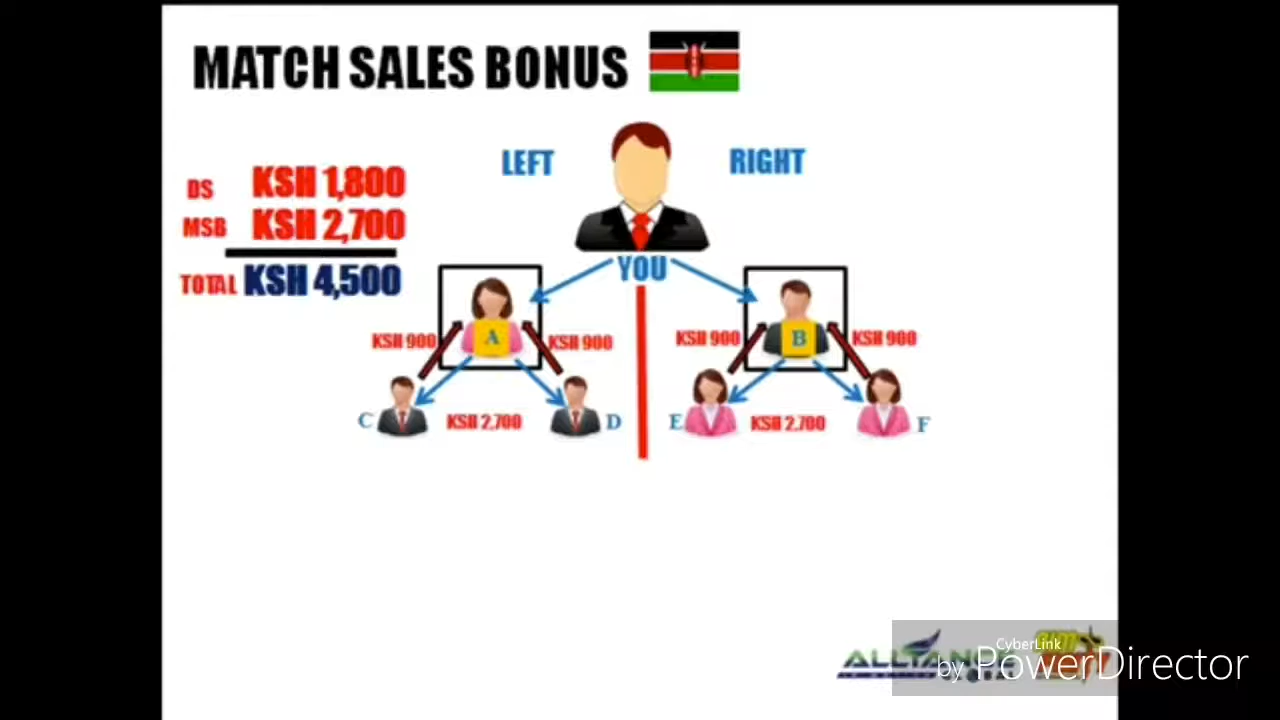 MATCH SALES BONUS
LEFT
RIGHT
DS KSH 1,800
MSB KSH 2,700
TOTAL KSH 4,500
YOU
A
B
KSH 900
KSH 900
KSH 900
KSH 900
C
KSH 2,700
D
E
KSH 2,700
F
CyberLink
by PowerDirector